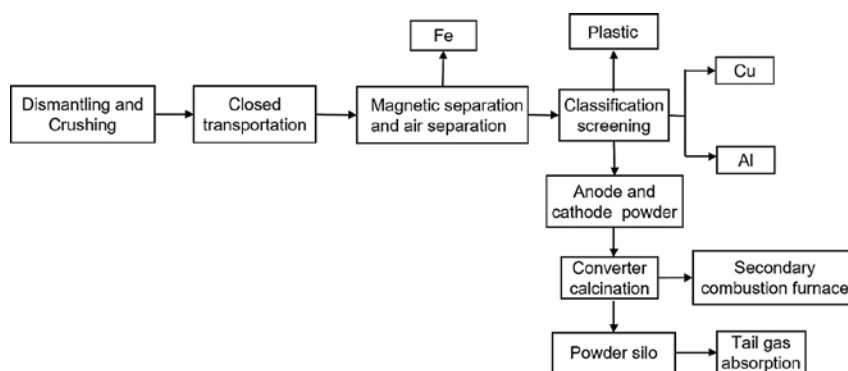 Fe
Plastic
Cu
Dismantling and
Crushing
Closed
transportation
Magnetic separation
and air separation
Classification
screening
Al
Anode and
cathode powder
Converter
calcination
Secondary
combustion furnace
Powder silo
Tail gas
absorption